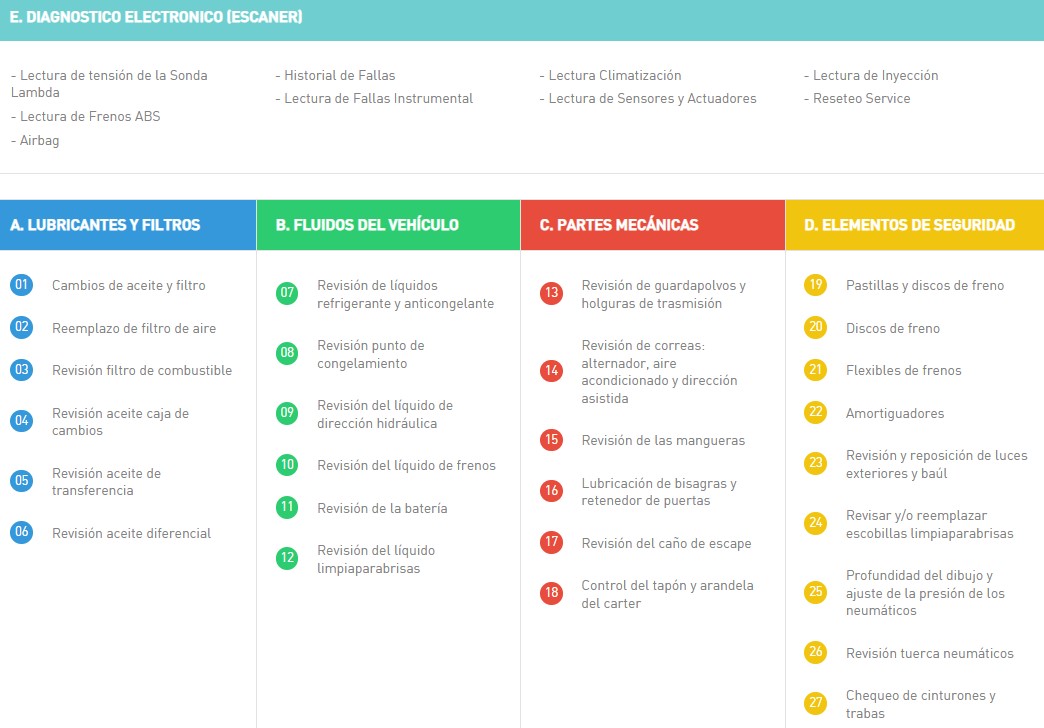 E. DIAGNOSTICO ELECTRONICO (ESCANER)
- Lectura de tensión de la Sonda
Lambda
- Lectura de Frenos ABS
- Airbag
- Historial de Fallas
- Lectura de Fallas Instrumental
- Lectura Climatización
- Lectura de Sensores y Actuadores
- Lectura de Inyección
- Reseteo Service
A. LUBRICANTES Y FILTROS
01 Cambios de aceite y filtro
02 Reemplazo de filtro de aire
03 Revisión filtro de combustible
04 Revisión aceite caja de
cambios
05 Revisión aceite de
transferencia
06 Revisión aceite diferencial
B. FLUIDOS DEL VEHÍCULO
07 Revisión de líquidos
refrigerante y anticongelante
08 Revisión punto de
congelamiento
09 Revisión del líquido de
dirección hidráulica
10 Revisión del líquido de frenos
11 Revisión de la batería
12 Revisión del líquido
limpiaparabrisas
C. PARTES MECÁNICAS
13 Revisión de guardapolvos y
holguras de trasmisión
14 Revisión de correas:
alternador, aire
acondicionado y dirección
asistida
15 Revisión de las mangueras
16 Lubricación de bisagras y
retenedor de puertas
17 Revisión del caño de escape
18 Control del tapón y arandela
del carter
D. ELEMENTOS DE SEGURIDAD
19 Pastillas y discos de freno
20 Discos de freno
21 Flexibles de frenos
22 Amortiguadores
23 Revisión y reposición de luces
exteriores y baúl
24 Revisar y/o reemplazar
escobillas limpiaparabrisas
25 Profundidad del dibujo y
ajuste de la presión de los
neumáticos
26 Revisión tuerca neumáticos
27 Chequeo de cinturones y
trabas